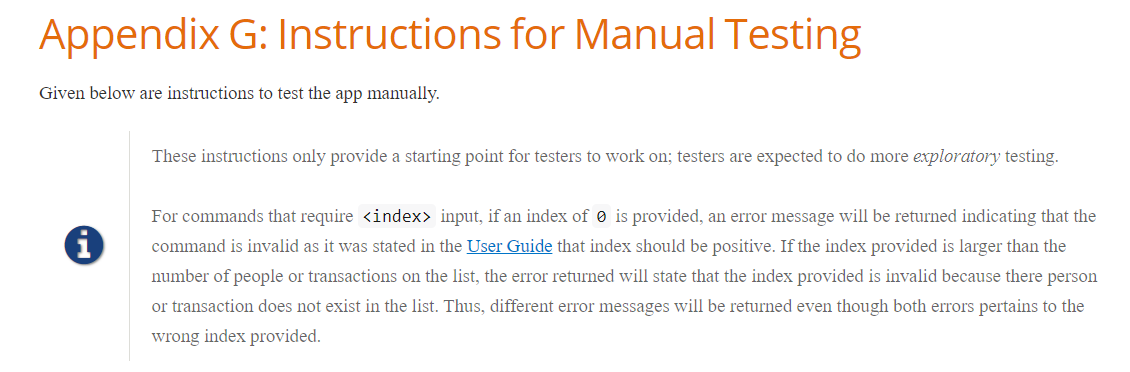 Appendix G: Instructions for Manual Testing
Given below are instructions to test the app manually.
These instructions only provide a starting point for testers to work on; testers are expected to do more exploratory testing.
For commands that require <index> input, if an index of 0 is provided, an error message will be returned indicating that the
command is invalid as it was stated in the User Guide that index should be positive. If the index provided is larger than the
number of people or transactions on the list, the error returned will state that the index provided is invalid because there person
or transaction does not exist in the list. Thus, different error messages will be returned even though both errors pertains to the
wrong index provided.